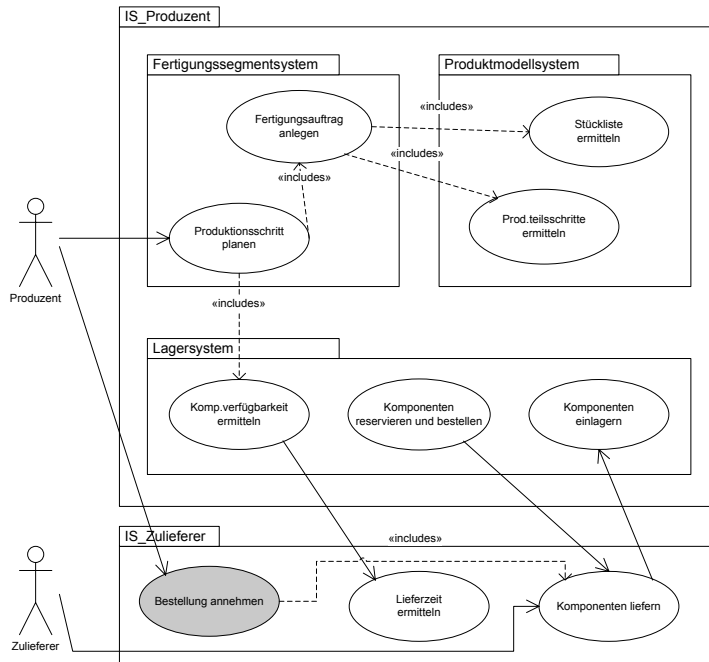 IS_Produzent
Fertigungssegmentsystem
Produktmodellsystem
«includes»
Fertigungsauftrag
anlegen
Stückliste
ermitteln
«includes»
«includes»
Produktionsschritt
planen
Prod.teilsschritte
ermitteln
Produzent
«includes»
Lagersystem
Komp.verfügbarkeit
ermitteln
Komponenten
reservieren und bestellen
Komponenten
einlagern
IS_Zulieferer
«includes»
Bestellung annehmen
Lieferzeit
ermitteln
Komponenten liefern
Zulieferer